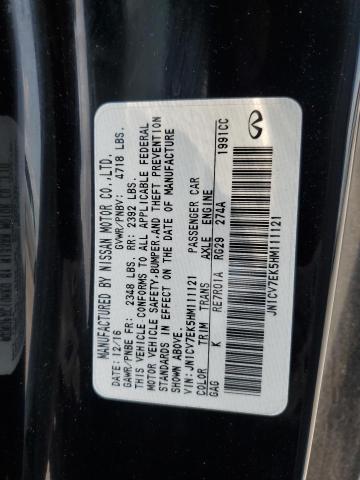 MANUFACTURED BY NISSAN MOTOR CO.,LTD.
DATE:12/16 GVWR/PNBV: 4718 LBS.
GAWR/PNBE FR: 2348 LBS. RR: 2392 LBS.
THIS VEHICLE CONFORMS TO ALL APPLICABLE FEDERAL
MOTOR VEHICLE SAFETY,BUMPER,AND THEFT PREVENTION
STANDARDS IN EFFECT ON THE DATE OF MANUFACTURE
SHOWN ABOVE.
VIN: JN1CV7EK5HM111121 PASSENGER CAR
COLOR TRIM TRANS AXLE ENGINE
GAG K RE7R01A RG29 274A 1991CC
JN1CV7EK5HM111121